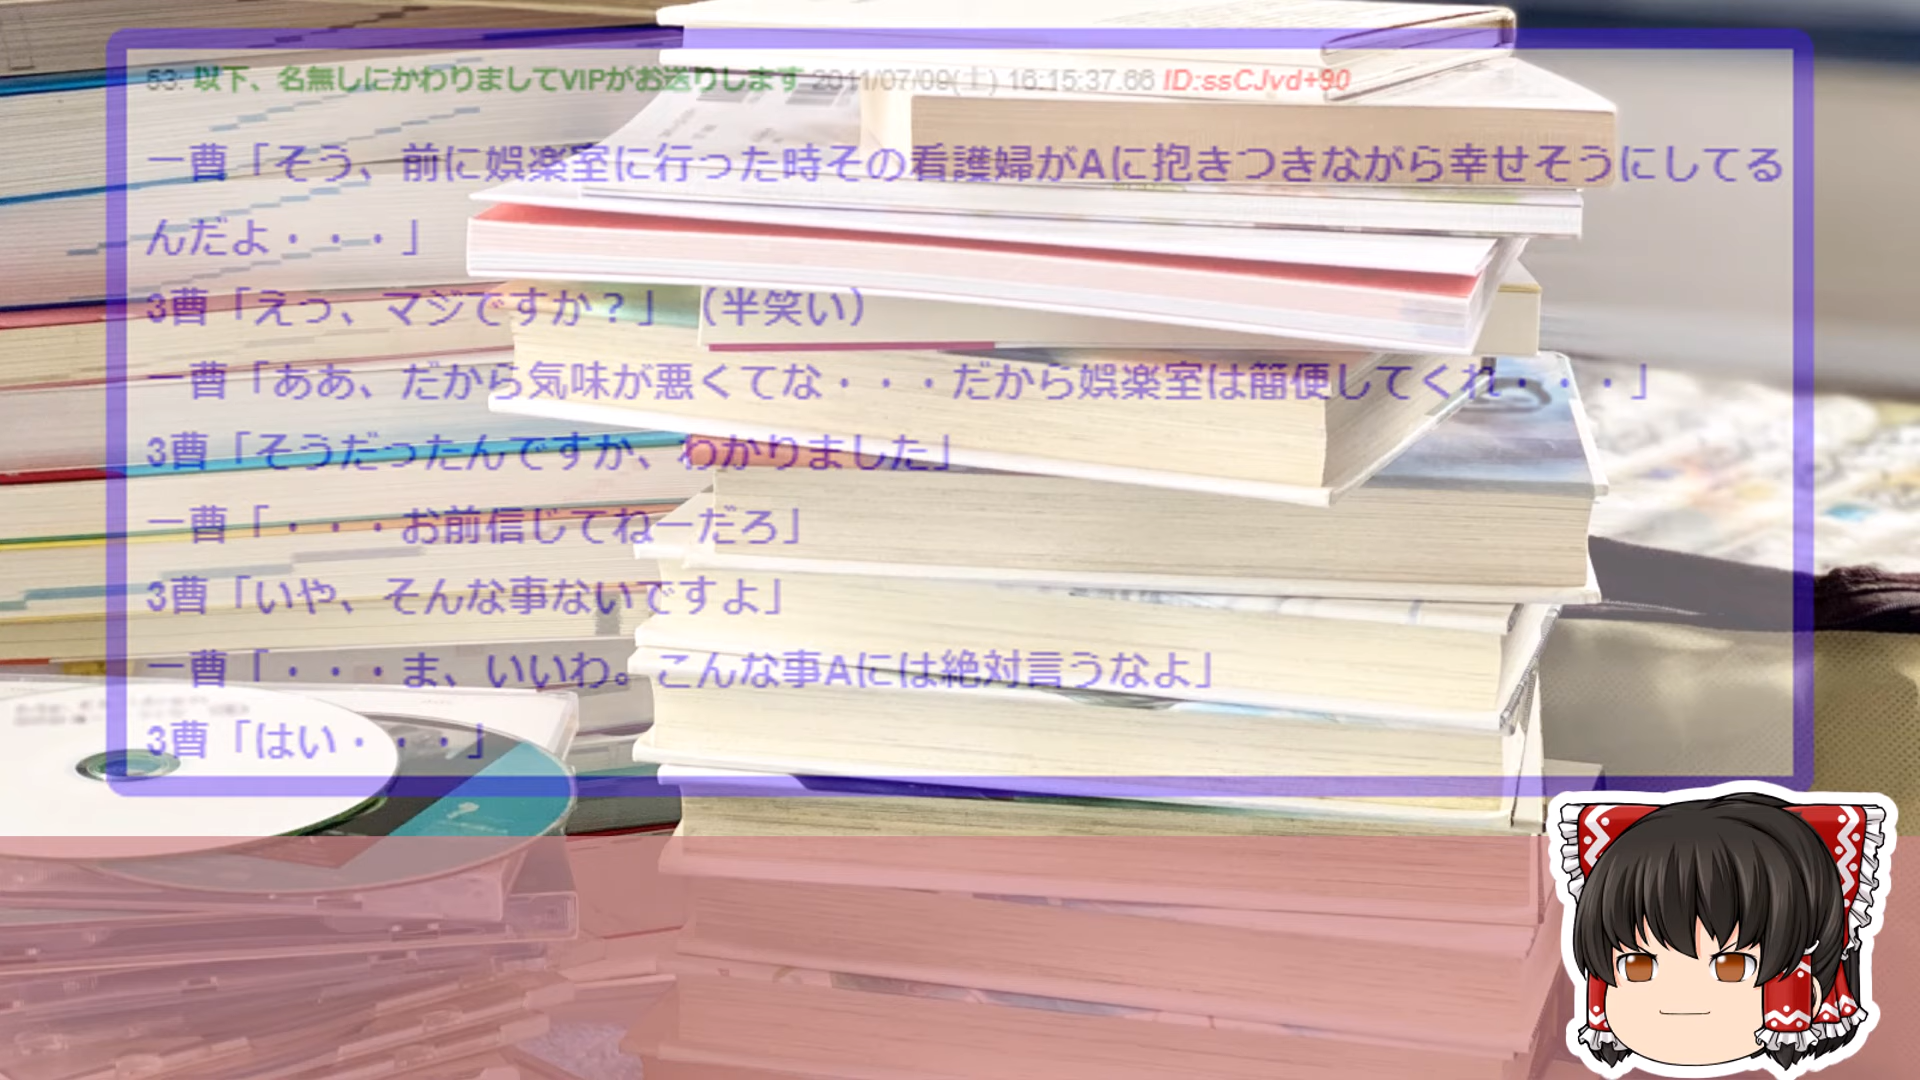 53: 以下、名無しにかわりましてVIPがお送りします 2011/07/09(土) 16:15:37.66 ID:ssCJvd+90
一曹「そう、前に娯楽室に行った時その看護婦がAに抱きつきながら幸せそうにしてる
んだよ・・・」
3曹「えっ、マジですか？」（半笑い）
一曹「ああ、だから気味が悪くてな・・・だから娯楽室は簡便してくれ・・・」
3曹「そうだったんですか、わかりました」
一曹「・・・お前信じてねーだろ」
3曹「いや、そんな事ないですよ」
一曹「・・・ま、いいわ。こんな事Aには絶対言うなよ」
3曹「はい・・・」